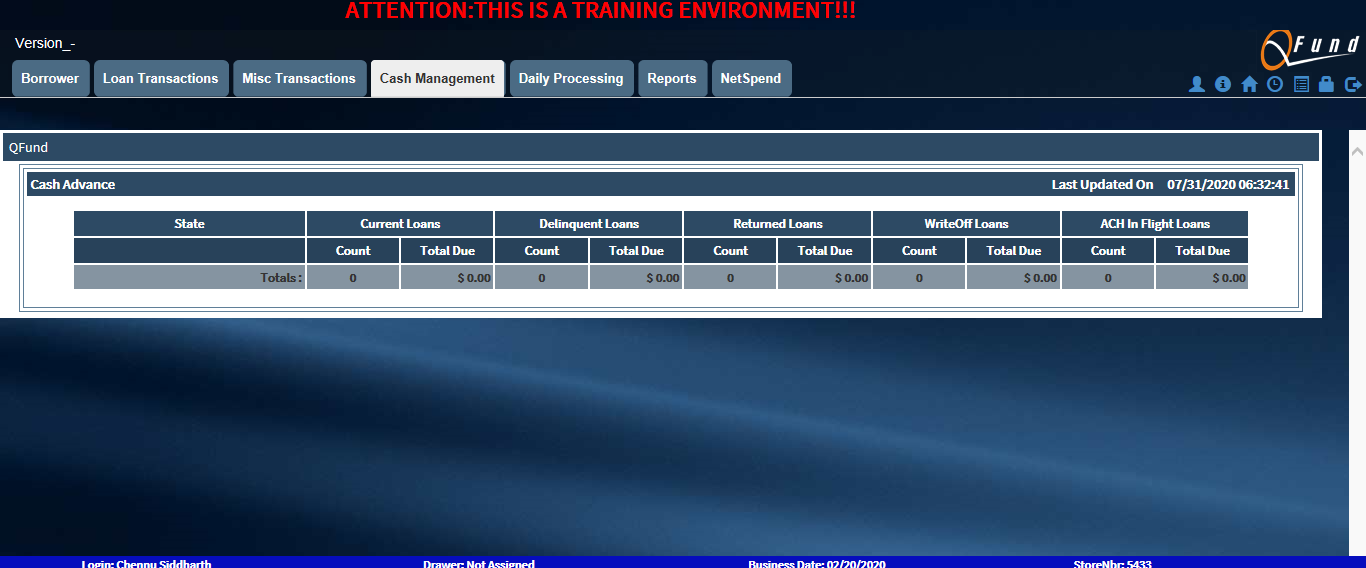 ATTENTION:THIS IS A TRAINING ENVIRONMENT!!!
Version_-
QFund
Borrower Loan Transactions Misc Transactions Cash Management Daily Processing Reports NetSpend
QFund
Cash Advance Last Updated On 07/31/2020 06:32:41
State Current Loans Delinquent Loans Returned Loans WriteOff Loans ACH In Flight Loans
Count Total Due Count Total Due Count Total Due Count Total Due Count Total Due
Totals : 0 $ 0.00 0 $ 0.00 0 $ 0.00 0 $ 0.00 0 $ 0.00
Login: Chennu Siddharth Drawer: Not Assigned Business Date: 02/20/2020 StoreNbr: 5433